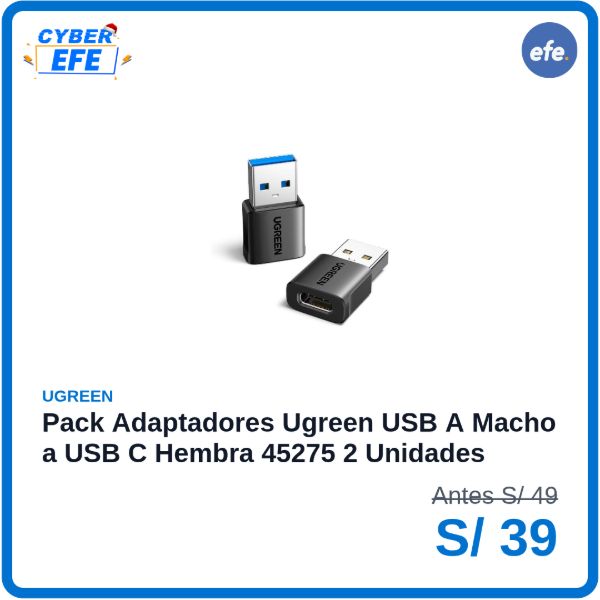 CYBER
EFE
efe.
UGREEN
UGREEN
UGREEN
Pack Adaptadores Ugreen USB A Macho
a USB C Hembra 45275 2 Unidades
Antes S/ 49
S/ 39